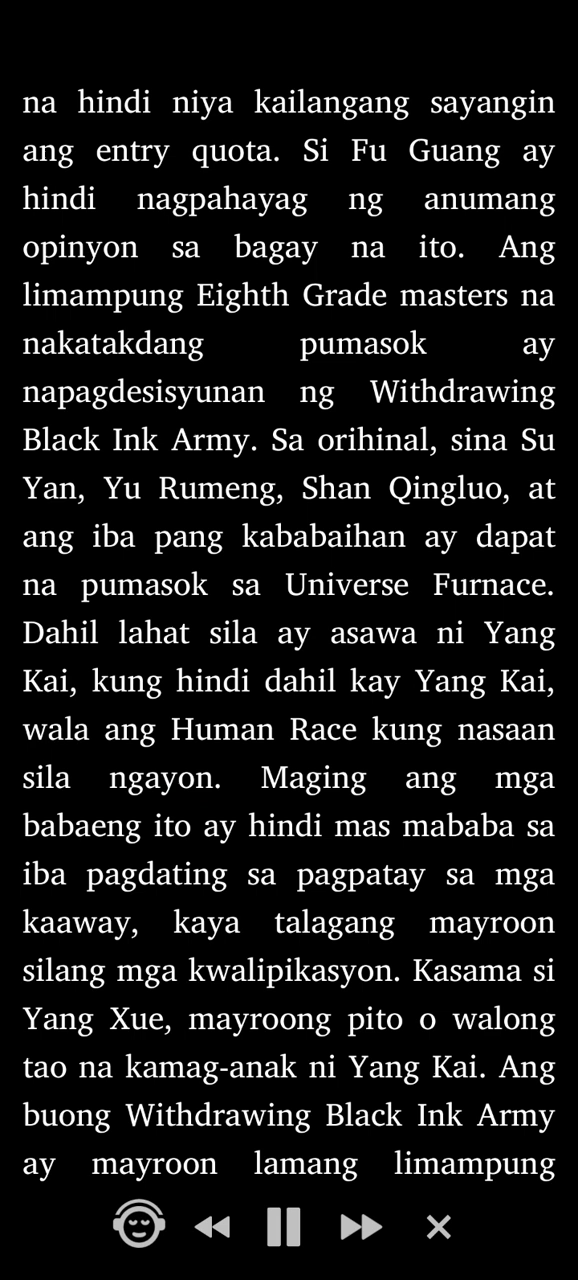 na hindi niya kailangang sayangin
ang entry quota. Si Fu Guang ay
hindi nagpahayag ng anumang
opinyon sa bagay na ito. Ang
limampung Eighth Grade masters na
nakatakdang pumasok ay
napagdesisyunan ng Withdrawing
Black Ink Army. Sa orihinal, sina Su
Yan, Yu Rumeng, Shan Qingluo, at
ang iba pang kababaihan ay dapat
na pumasok sa Universe Furnace.
Dahil lahat sila ay asawa ni Yang
Kai, kung hindi dahil kay Yang Kai,
wala ang Human Race kung nasaan
sila ngayon. Maging ang mga
babaeng ito ay hindi mas mababa sa
iba pagdating sa pagpatay sa mga
kaaway, kaya talagang mayroon
silang mga kwalipikasyon. Kasama si
Yang Xue, mayroong pito o walong
tao na kamag-anak ni Yang Kai. Ang
buong Withdrawing Black Ink Army
ay mayroon lamang limampung